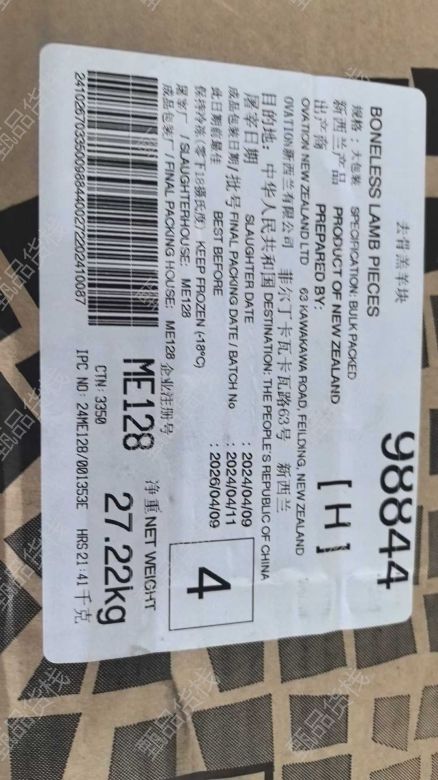 去骨羔羊块
98844
BONELESS LAMB PIECES
规格：大包装 SPECIFICATION: BULK PACKED
新西兰产品 PRODUCT OF NEW ZEALAND
[H]
出产商 PREPARED BY:
OVATION NEW ZEALAND LTD 63 KAWAKAWA ROAD, FEILDING, NEW ZEALAND
OVATION新西兰有限公司 菲尔丁卡瓦卡瓦路63号 新西兰
目的地：中华人民共和国 DESTINATION: THE PEOPLE'S REPUBLIC OF CHINA
屠宰日期 SLAUGHTER DATE : 2024/04/09
成品包装日期/批号 FINAL PACKING DATE / BATCH No : 2024/04/11
此日期前最佳 BEST BEFORE : 2026/04/09
4
保持冷冻(零下18摄氏度) KEEP FROZEN (-18°C)
屠宰厂 / SLAUGHTERHOUSE: ME128
成品包装厂 / FINAL PACKING HOUSE: ME128 企业注册号
ME128
净重 NET WEIGHT
27.22kg
千克
CTN: 3350
IPC NO: 24ME128/001353E HRS21:41
甄品货栈